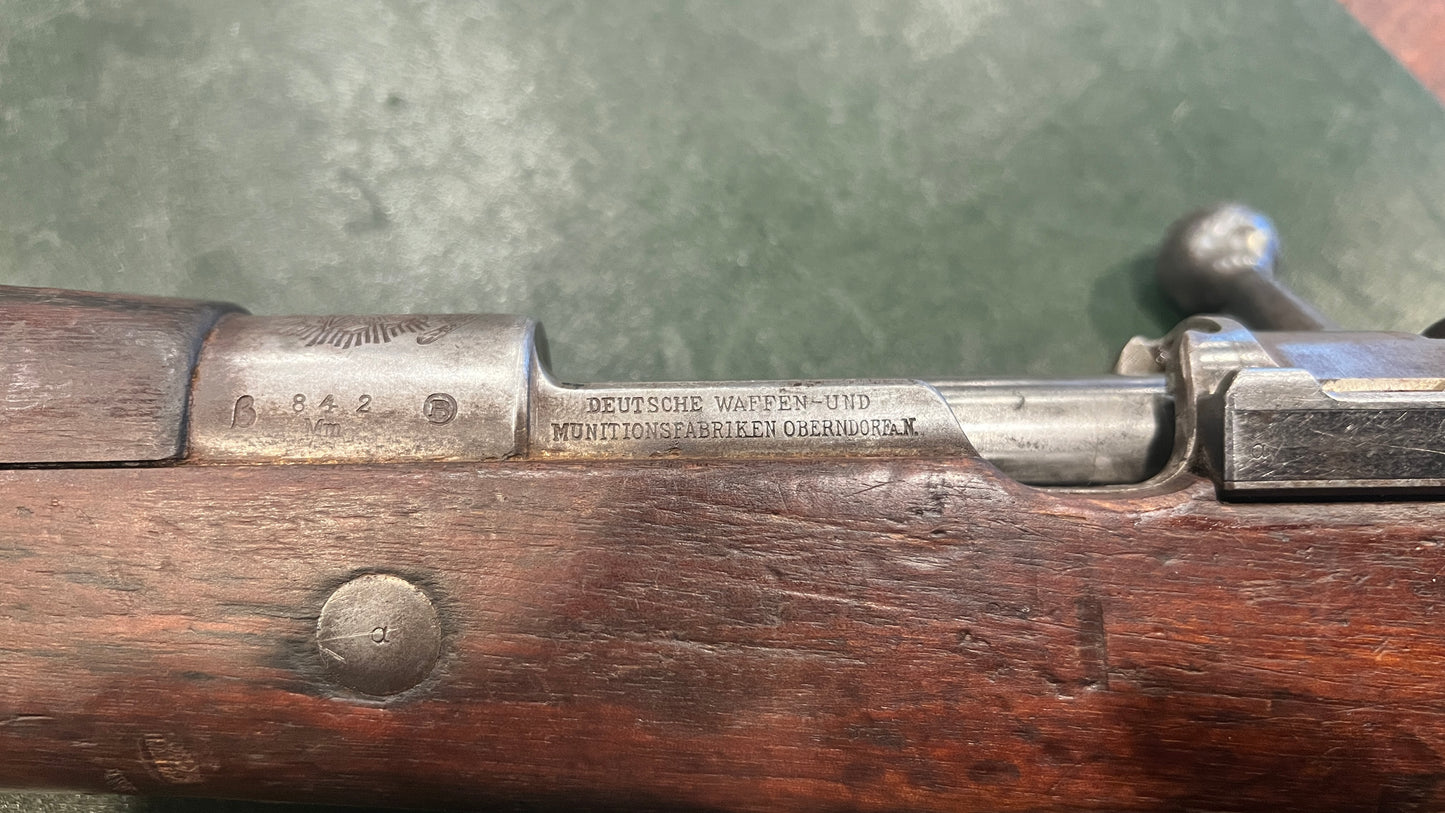 β 842 B
Vm
DEUTSCHE WAFFEN-UND
MUNITIONSFABRIKEN OBERNDORF a.N.
a